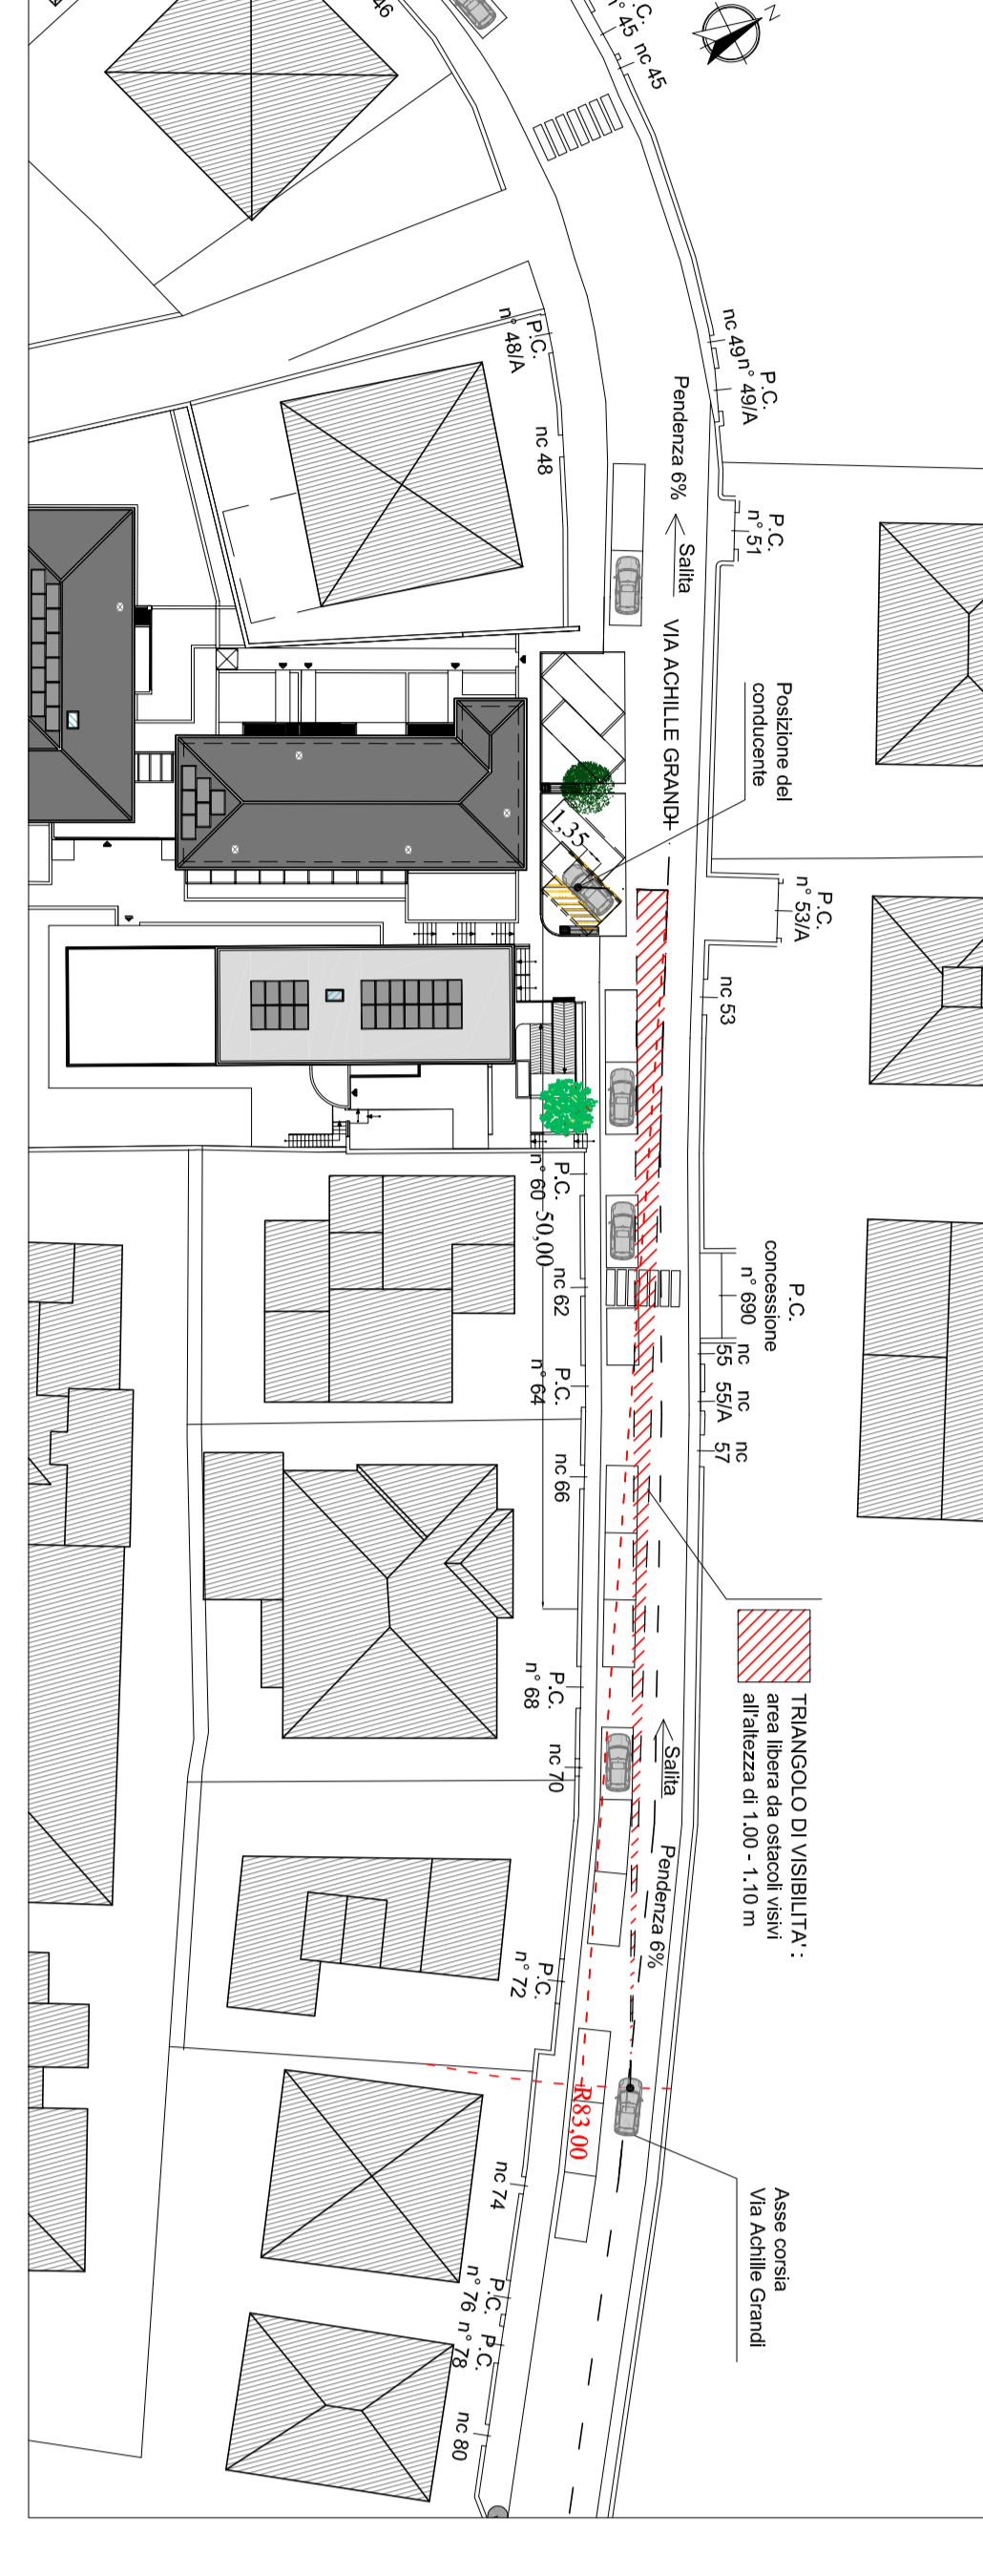 46
P.C.
n° 45
nc 45
N
nc 49
P.C.
n° 49/A
P.C.
n° 48/A
nc 48
Pendenza 6%
Salita
P.C.
n° 51
VIA ACHILLE GRANDI
Posizione del
conducente
1,35
P.C.
n° 53/A
nc 53
P.C.
n° 60
50,00
nc 62
P.C.
concessione
n° 690
nc
55
nc
55/A
nc
57
P.C.
n° 64
nc 66
TRIANGOLO DI VISIBILITA' :
area libera da ostacoli visivi
all'altezza di 1.00 - 1.10 m
P.C.
n° 68
nc 70
Salita
Pendenza 6%
P.C.
n° 72
R83,00
nc 74
Asse corsia
Via Achille Grandi
P.C.
n° 76
P.C.
n° 78
nc 80